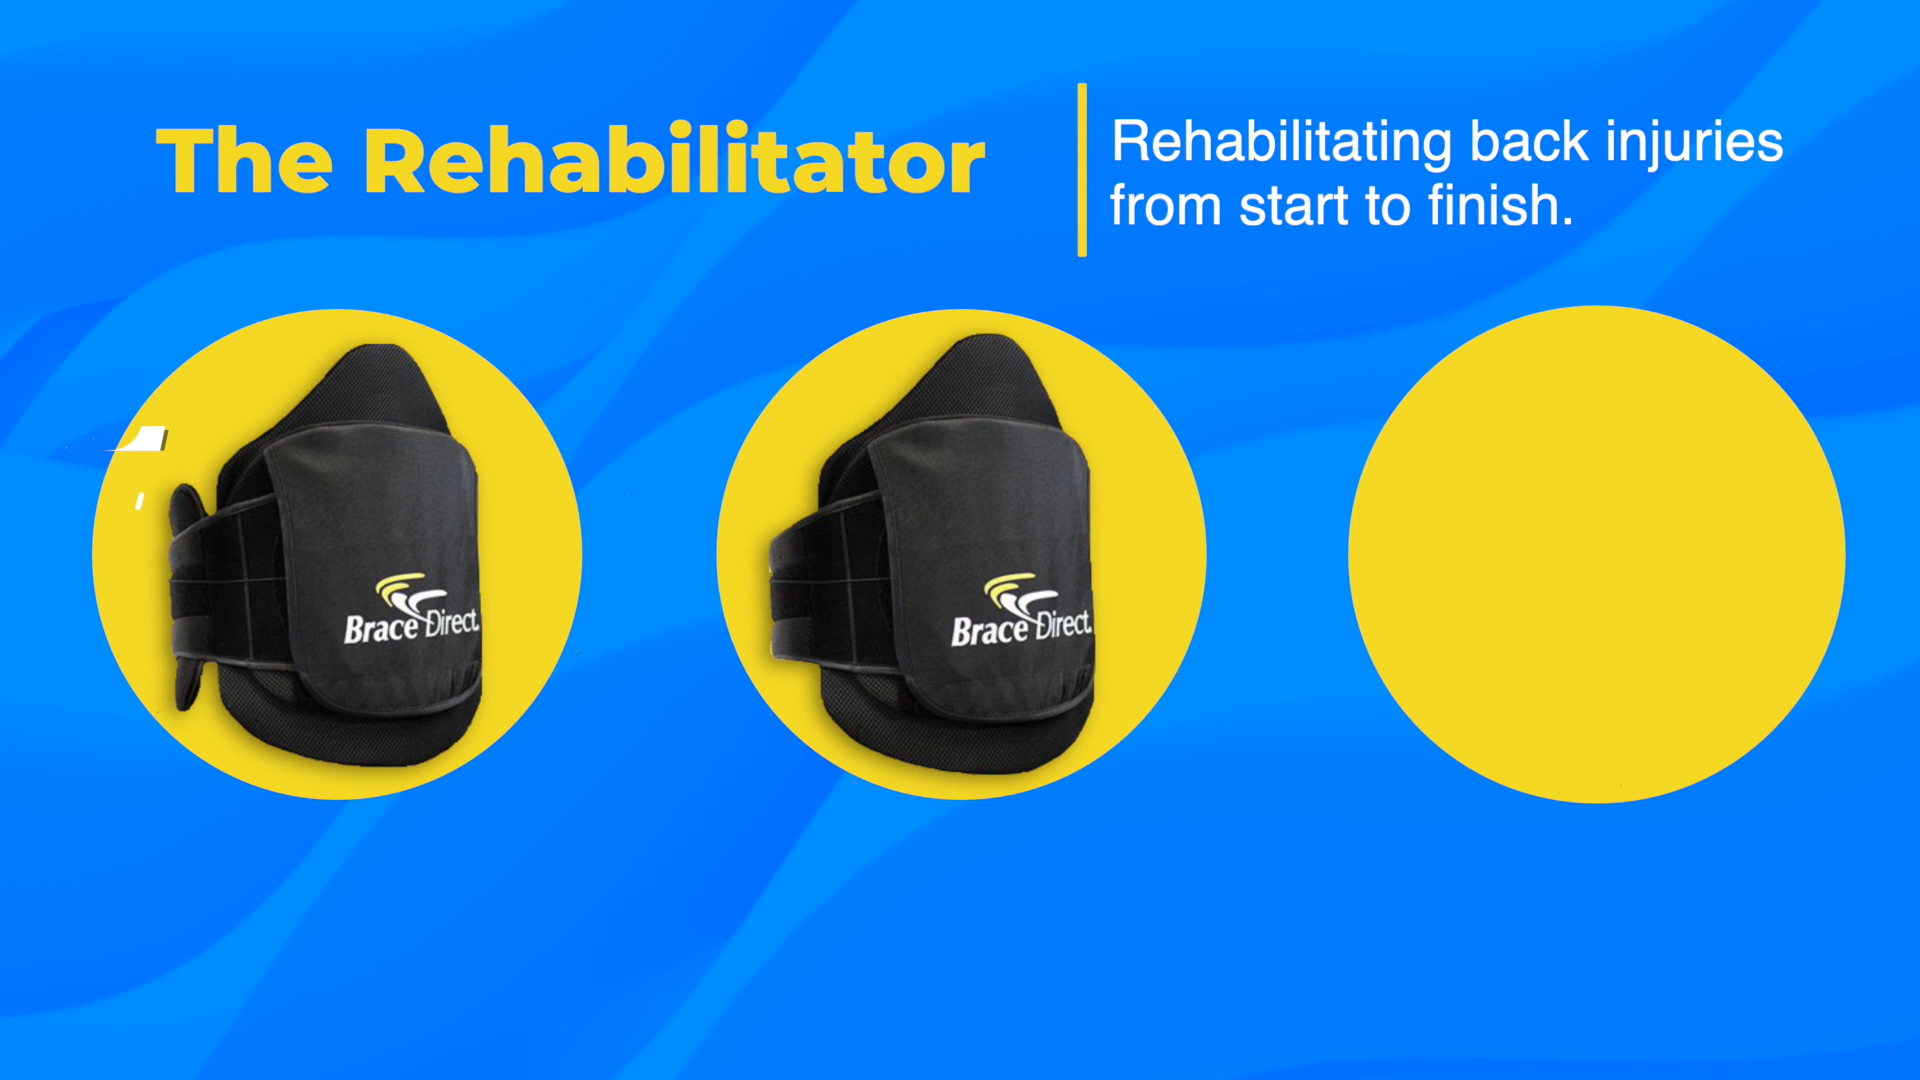 The Rehabilitator
Rehabilitating back injuries
from start to finish.
Brace Direct.
Brace Direct.